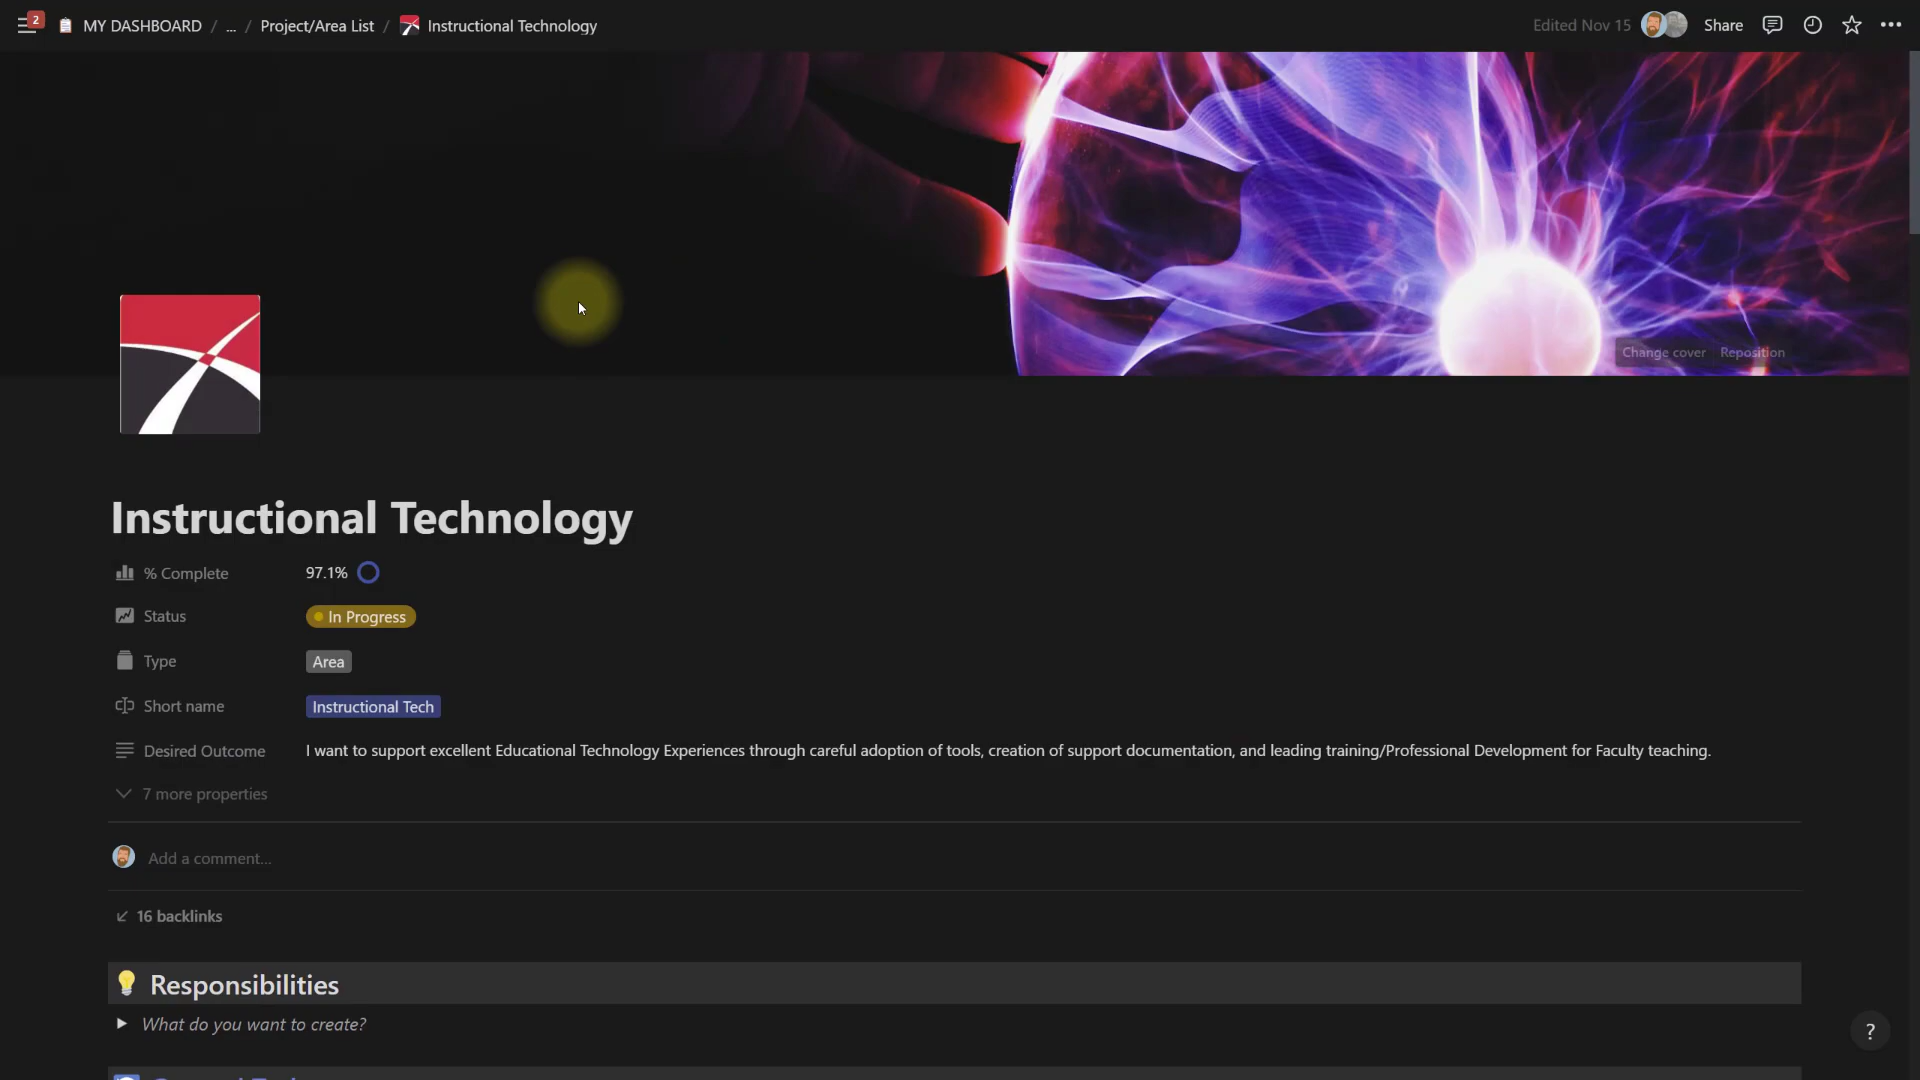 2
MY DASHBOARD / ... / Project/Area List / Instructional Technology
Edited Nov 15
Share
Change cover Reposition
Instructional Technology
% Complete 97.1%
Status In Progress
Type Area
Short name Instructional Tech
Desired Outcome I want to support excellent Educational Technology Experiences through careful adoption of tools, creation of support documentation, and leading training/Professional Development for Faculty teaching.
7 more properties
Add a comment...
16 backlinks
Responsibilities
What do you want to create?
?